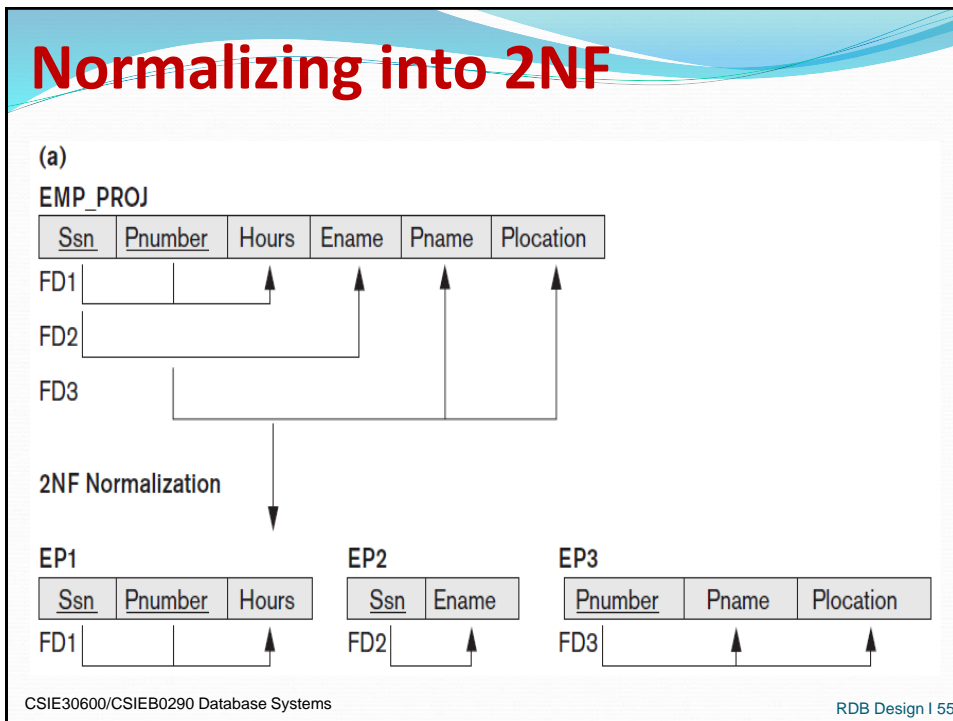 Normalizing into 2NF
(a)
EMP_PROJ
Ssn Pnumber Hours Ename Pname Plocation
FD1
FD2
FD3
2NF Normalization
EP1 EP2 EP3
Ssn Pnumber Hours Ssn Ename Pnumber Pname Plocation
FD1 FD2 FD3
CSIE30600/CSIEB0290 Database Systems RDB Design I 55